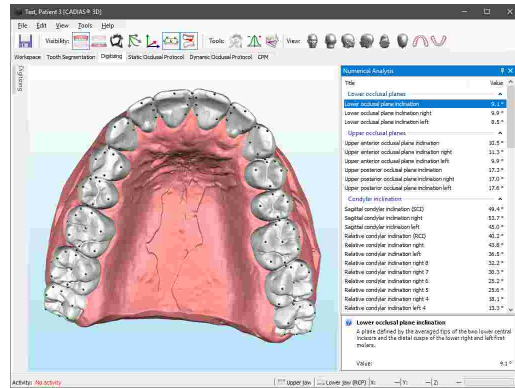 Test, Patient 3 [CADIAS® 3D]
File Edit View Tools Help
Visibility: Tools: View:
Workspace Tooth Segmentation Digitizing Static Occlusal Protocol Dynamic Occlusal Protocol CPM
Digitizing
Numerical Analysis
Title Value
Lower occlusal planes
Lower occlusal plane inclination 9.1 °
Lower occlusal plane inclination right 9.9 °
Lower occlusal plane inclination left 8.5 °
Upper occlusal planes
Upper anterior occlusal plane inclination 10.5 °
Upper anterior occlusal plane inclination right 11.3 °
Upper anterior occlusal plane inclination left 9.9 °
Upper posterior occlusal plane inclination 17.3 °
Upper posterior occlusal plane inclination right 17.0 °
Upper posterior occlusal plane inclination left 17.6 °
Condylar inclination
Sagittal condylar inclination (SCI) 49.4 °
Sagittal condylar inclination right 53.7 °
Sagittal condylar inclination left 45.0 °
Relative condylar inclination (RCI) 40.2 °
Relative condylar inclination right 43.8 °
Relative condylar inclination left 36.5 °
Relative condylar inclination right 8 32.2 °
Relative condylar inclination right 7 30.3 °
Relative condylar inclination right 6 25.2 °
Relative condylar inclination right 5 25.6 °
Relative condylar inclination right 4 18.1 °
Relative condylar inclination left 4 13.3 °
Lower occlusal plane inclination
A plane defined by the averaged tips of the two lower central
incisors and the distal cusps of the lower right and left first
molars.
Value: 9.1 °
Activity: No activity Upper jaw Lower jaw (RCP) X: — Y: — Z: —